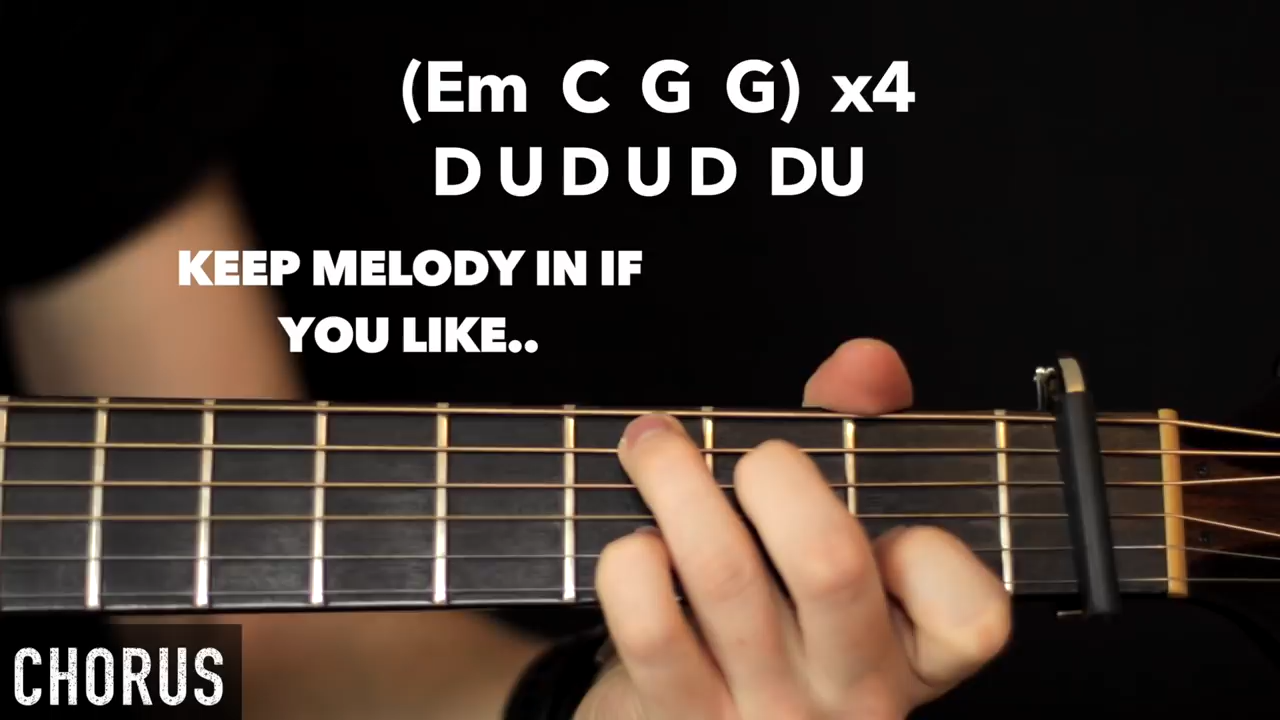 (Em C G G) x4
D U D U D DU
KEEP MELODY IN IF
YOU LIKE..
CHORUS